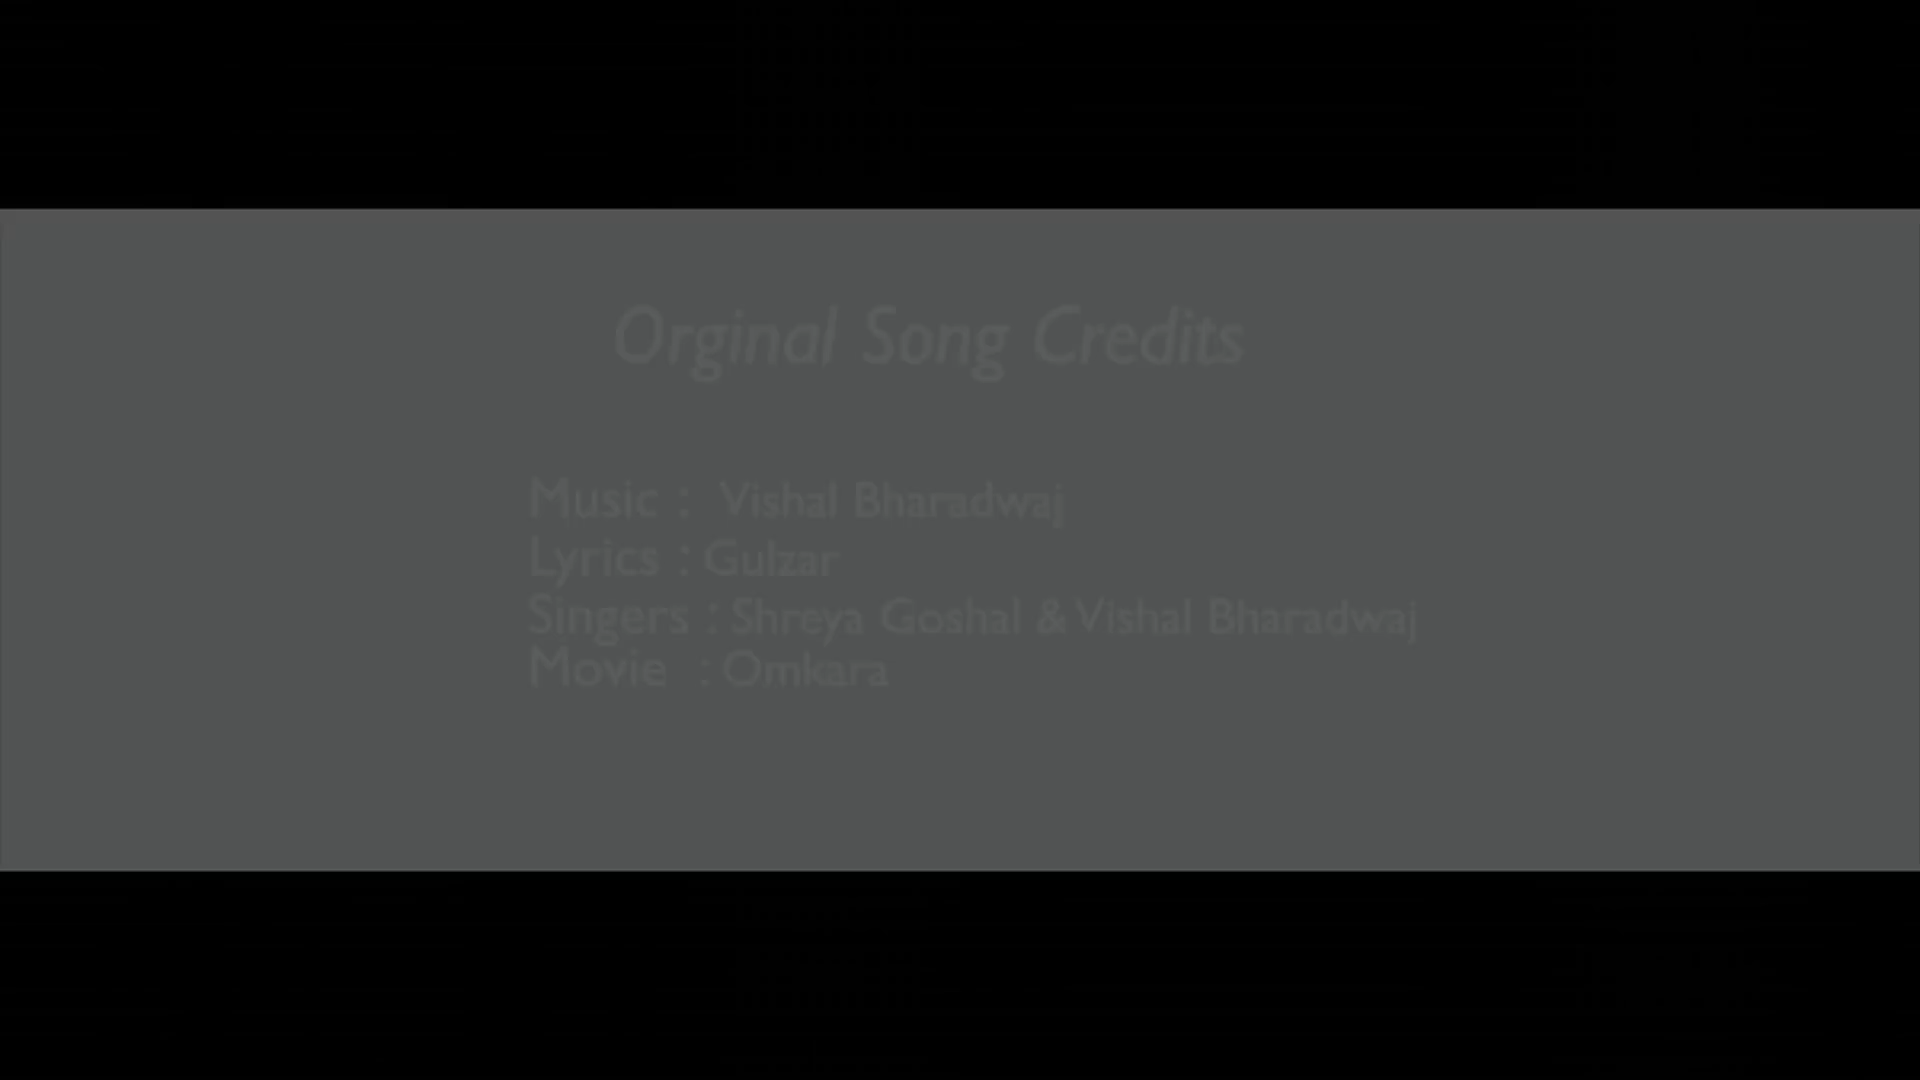 Orginal Song Credits
Music : Vishal Bharadwaj
Lyrics : Gulzar
Singers : Shreya Goshal & Vishal Bharadwaj
Movie : Omkara